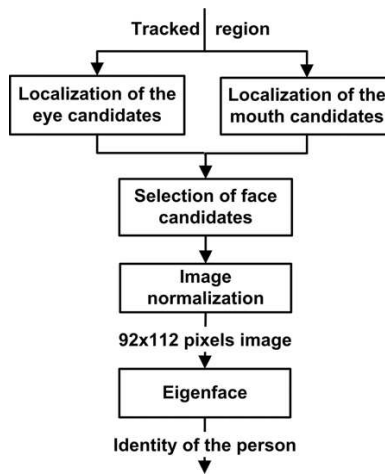 Tracked region
Localization of the
eye candidates
Localization of the
mouth candidates
Selection of face
candidates
Image
normalization
92x112 pixels image
Eigenface
Identity of the person